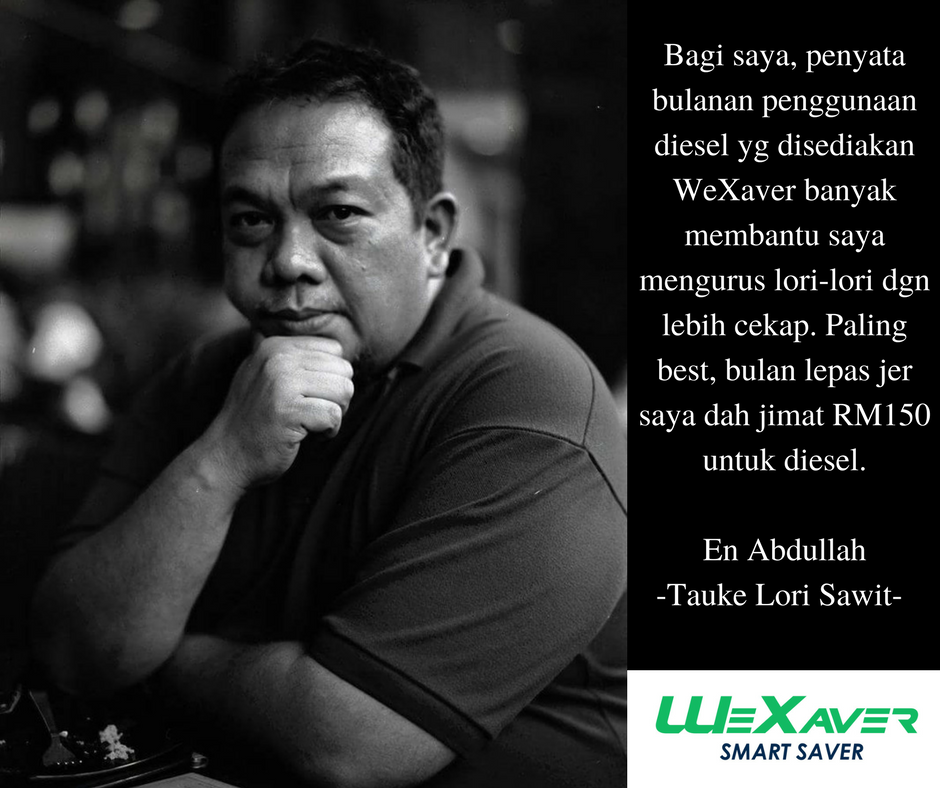 Bagi saya, penyata
bulanan penggunaan
diesel yg disediakan
WeXaver banyak
membantu saya
mengurus lori-lori dgn
lebih cekap. Paling
best, bulan lepas jer
saya dah jimat RM150
untuk diesel.
En Abdullah
-Tauke Lori Sawit-
WEXAVER
SMART SAVER